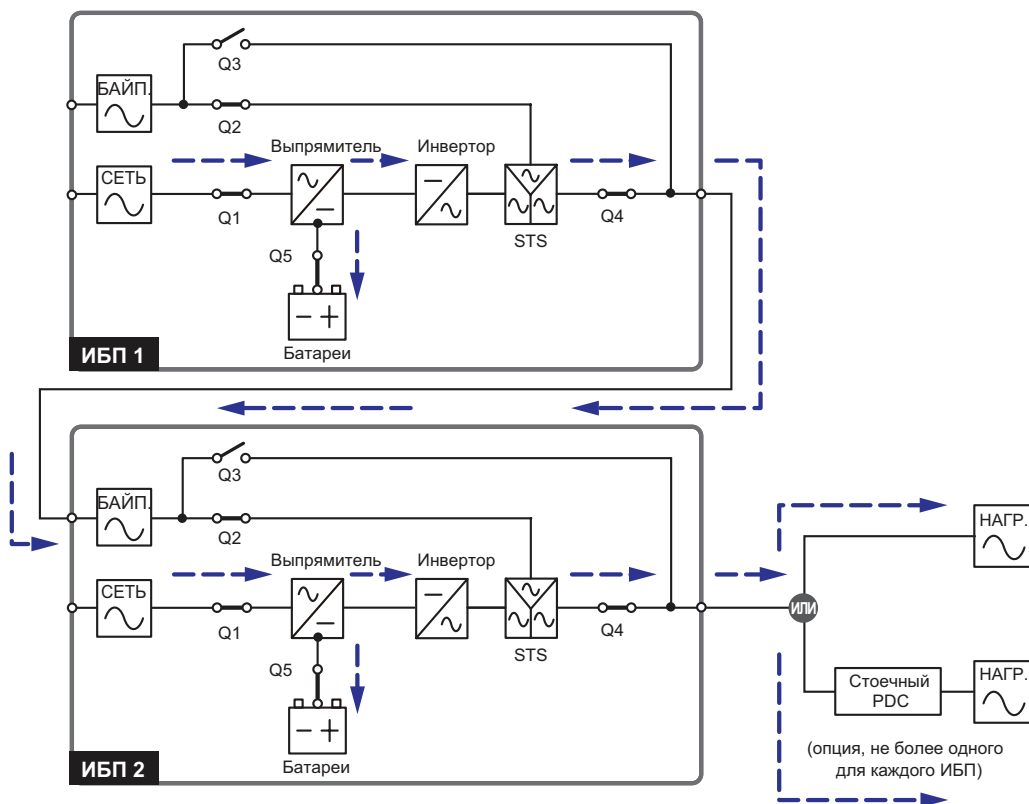 Q3
БАЙП.
Q2
Выпрямитель
Инвертор
СЕТЬ
Q1
Q4
STS
Q5
Батареи
ИБП 1
Q3
БАЙП.
Q2
НАГР.
Выпрямитель
Инвертор
СЕТЬ
ИЛИ
Q1
Q4
STS
Q5
Стоечный
PDC
НАГР.
Батареи
(опция, не более одного
для каждого ИБП)
ИБП 2